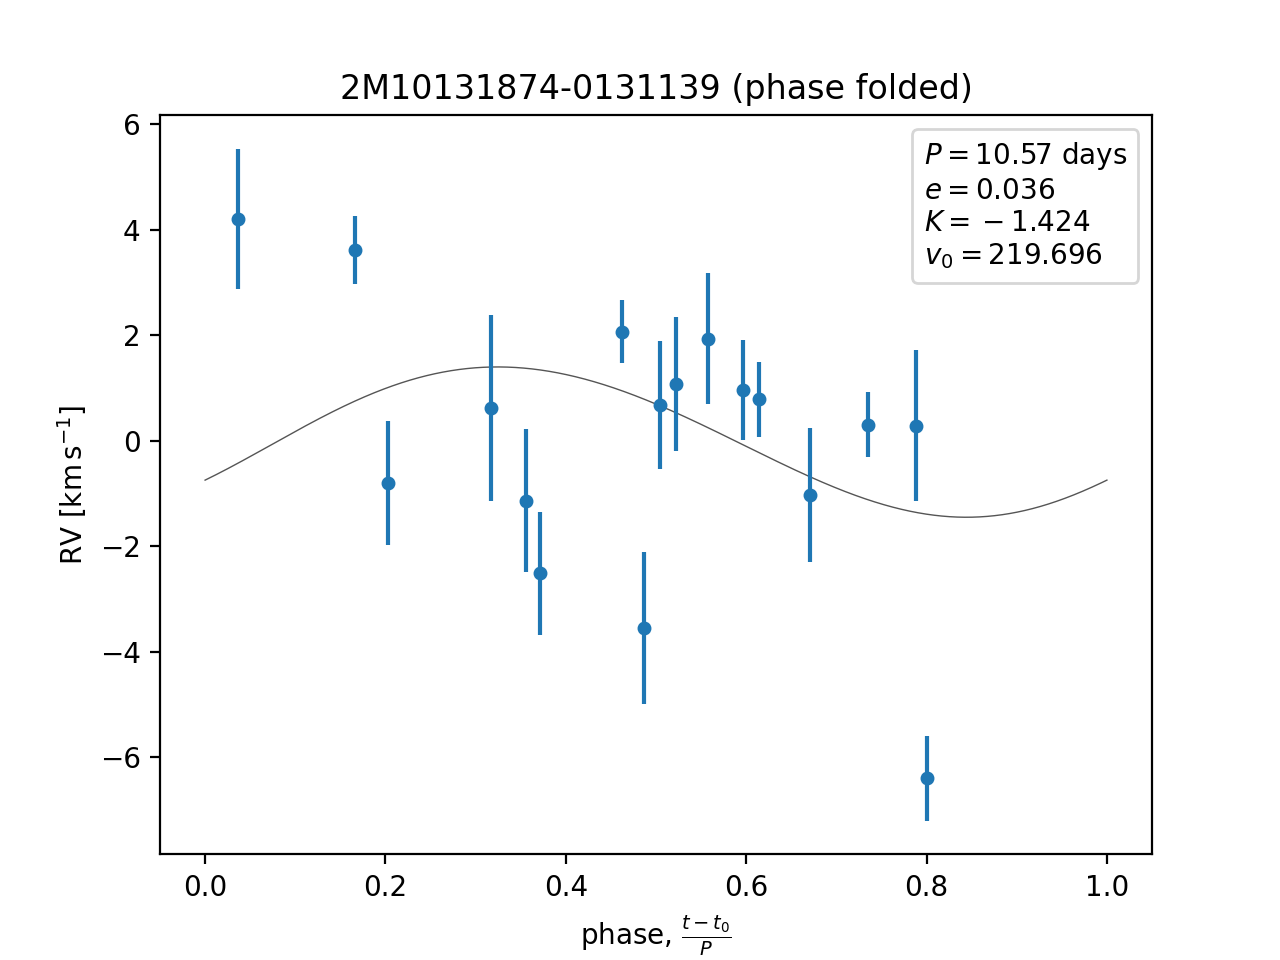 2M10131874-0131139 (phase folded)
P = 10.57 days
e = 0.036
K = −1.424
v₀ = 219.696
RV [km s⁻¹]
6
4
2
0
−2
−4
−6
0.0 0.2 0.4 0.6 0.8 1.0
phase, (t − t₀)/P